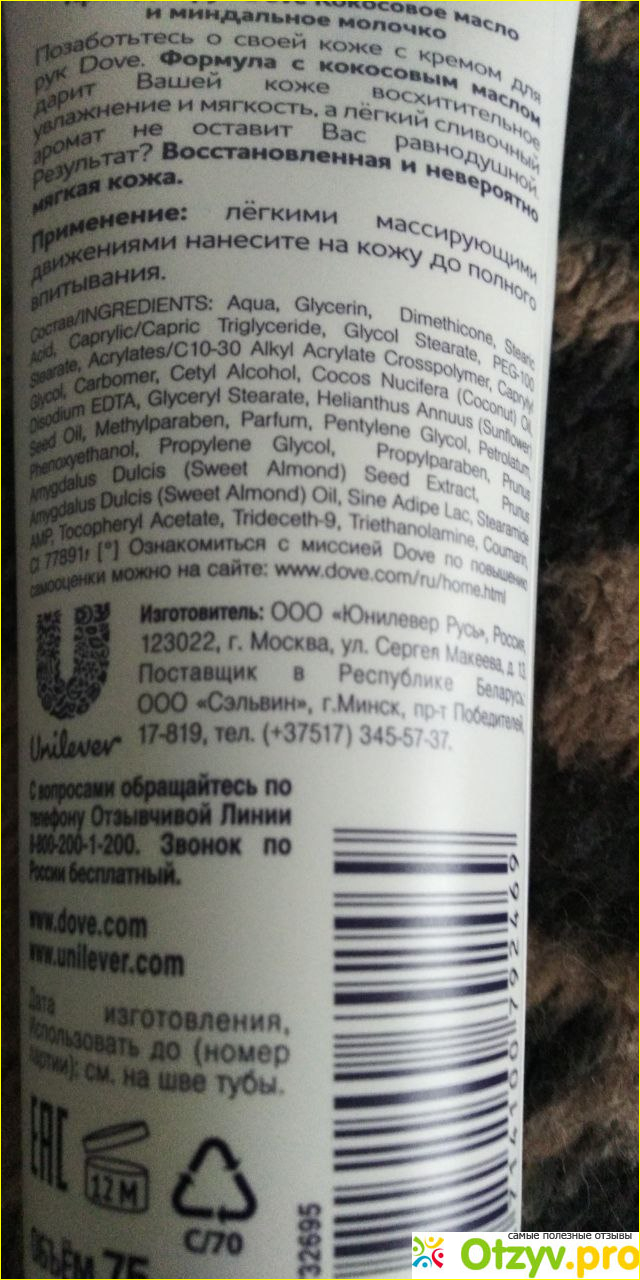 Кокосовое масло
и миндальное молочко
Позаботьтесь о своей коже с кремом для
рук Dove. Формула с кокосовым маслом
дарит Вашей коже восхитительное
увлажнение и мягкость, а лёгкий сливочный
аромат не оставит Вас равнодушной.
Результат? Восстановленная и невероятно
мягкая кожа.
Применение: лёгкими массирующими
движениями нанесите на кожу до полного
впитывания.
Состав/INGREDIENTS: Aqua, Glycerin, Dimethicone, Stearic
Acid, Caprylic/Capric Triglyceride, Glycol Stearate, PEG-100
Stearate, Acrylates/C10-30 Alkyl Acrylate Crosspolymer, Caprylyl
Glycol, Carbomer, Cetyl Alcohol, Cocos Nucifera (Coconut) Oil,
Disodium EDTA, Glyceryl Stearate, Helianthus Annuus (Sunflower)
Seed Oil, Methylparaben, Parfum, Pentylene Glycol, Petrolatum,
Phenoxyethanol, Propylene Glycol, Propylparaben, Prunus
Amygdalus Dulcis (Sweet Almond) Seed Extract, Prunus
Amygdalus Dulcis (Sweet Almond) Oil, Sine Adipe Lac, Stearamide
AMP, Tocopheryl Acetate, Trideceth-9, Triethanolamine, Coumarin,
CI 77891г [°] Ознакомиться с миссией Dove по повышению
самооценки можно на сайте: www.dove.com/ru/home.html
Изготовитель: ООО «Юнилевер Русь», Россия,
123022, г. Москва, ул. Сергея Макеева, д. 13.
Поставщик в Республике Беларусь:
ООО «Сэльвин», г.Минск, пр-т Победителей,
17-819, тел. (+37517) 345-57-37.
Unilever
С вопросами обращайтесь по
телефону Отзывчивой Линии
8-800-200-1-200. Звонок по
России бесплатный.
www.dove.com
www.unilever.com
Дата изготовления,
Использовать до (номер
партии): см. на шве тубы.
EAC
12 M
C/70
ОБЪЁМ 75
32695
714100 792469
самые полезные отзывы
Otzyv.pro